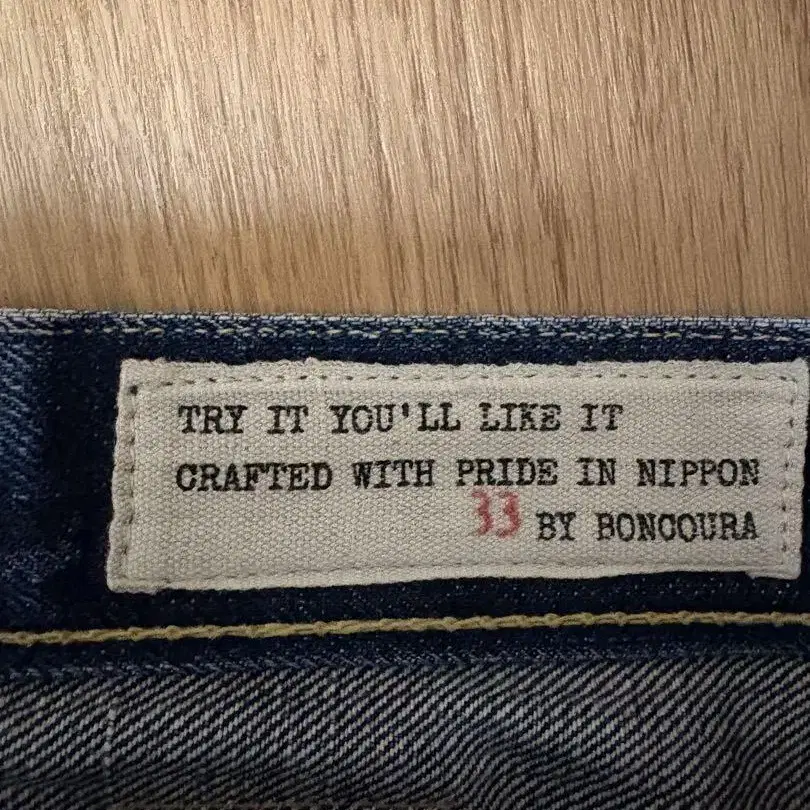 TRY IT YOU'LL LIKE IT
CRAFTED WITH PRIDE IN NIPPON
33 BY BONCOURA